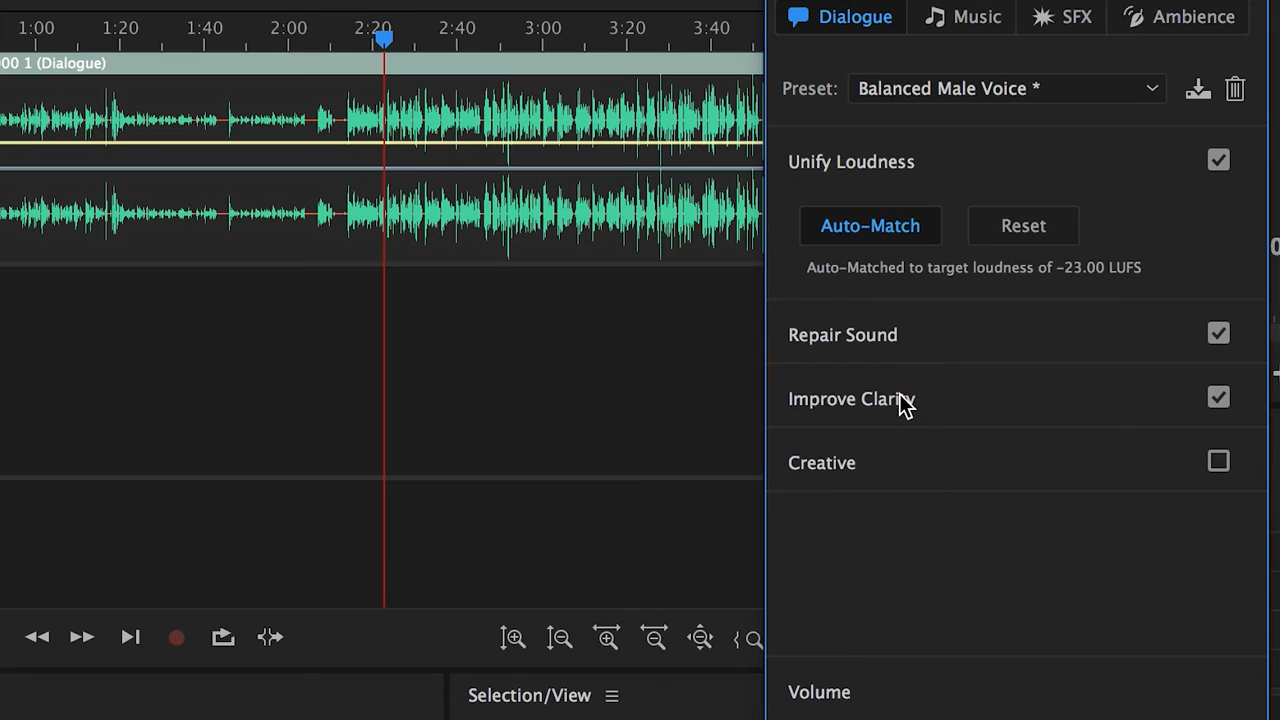 1:00 1:20 1:40 2:00 2:20 2:40 3:00 3:20 3:40
000 1 (Dialogue)
Dialogue Music SFX Ambience
Preset: Balanced Male Voice *
Unify Loudness
Auto-Match Reset
Auto-Matched to target loudness of -23.00 LUFS
Repair Sound
Improve Clarity
Creative
Selection/View
Volume